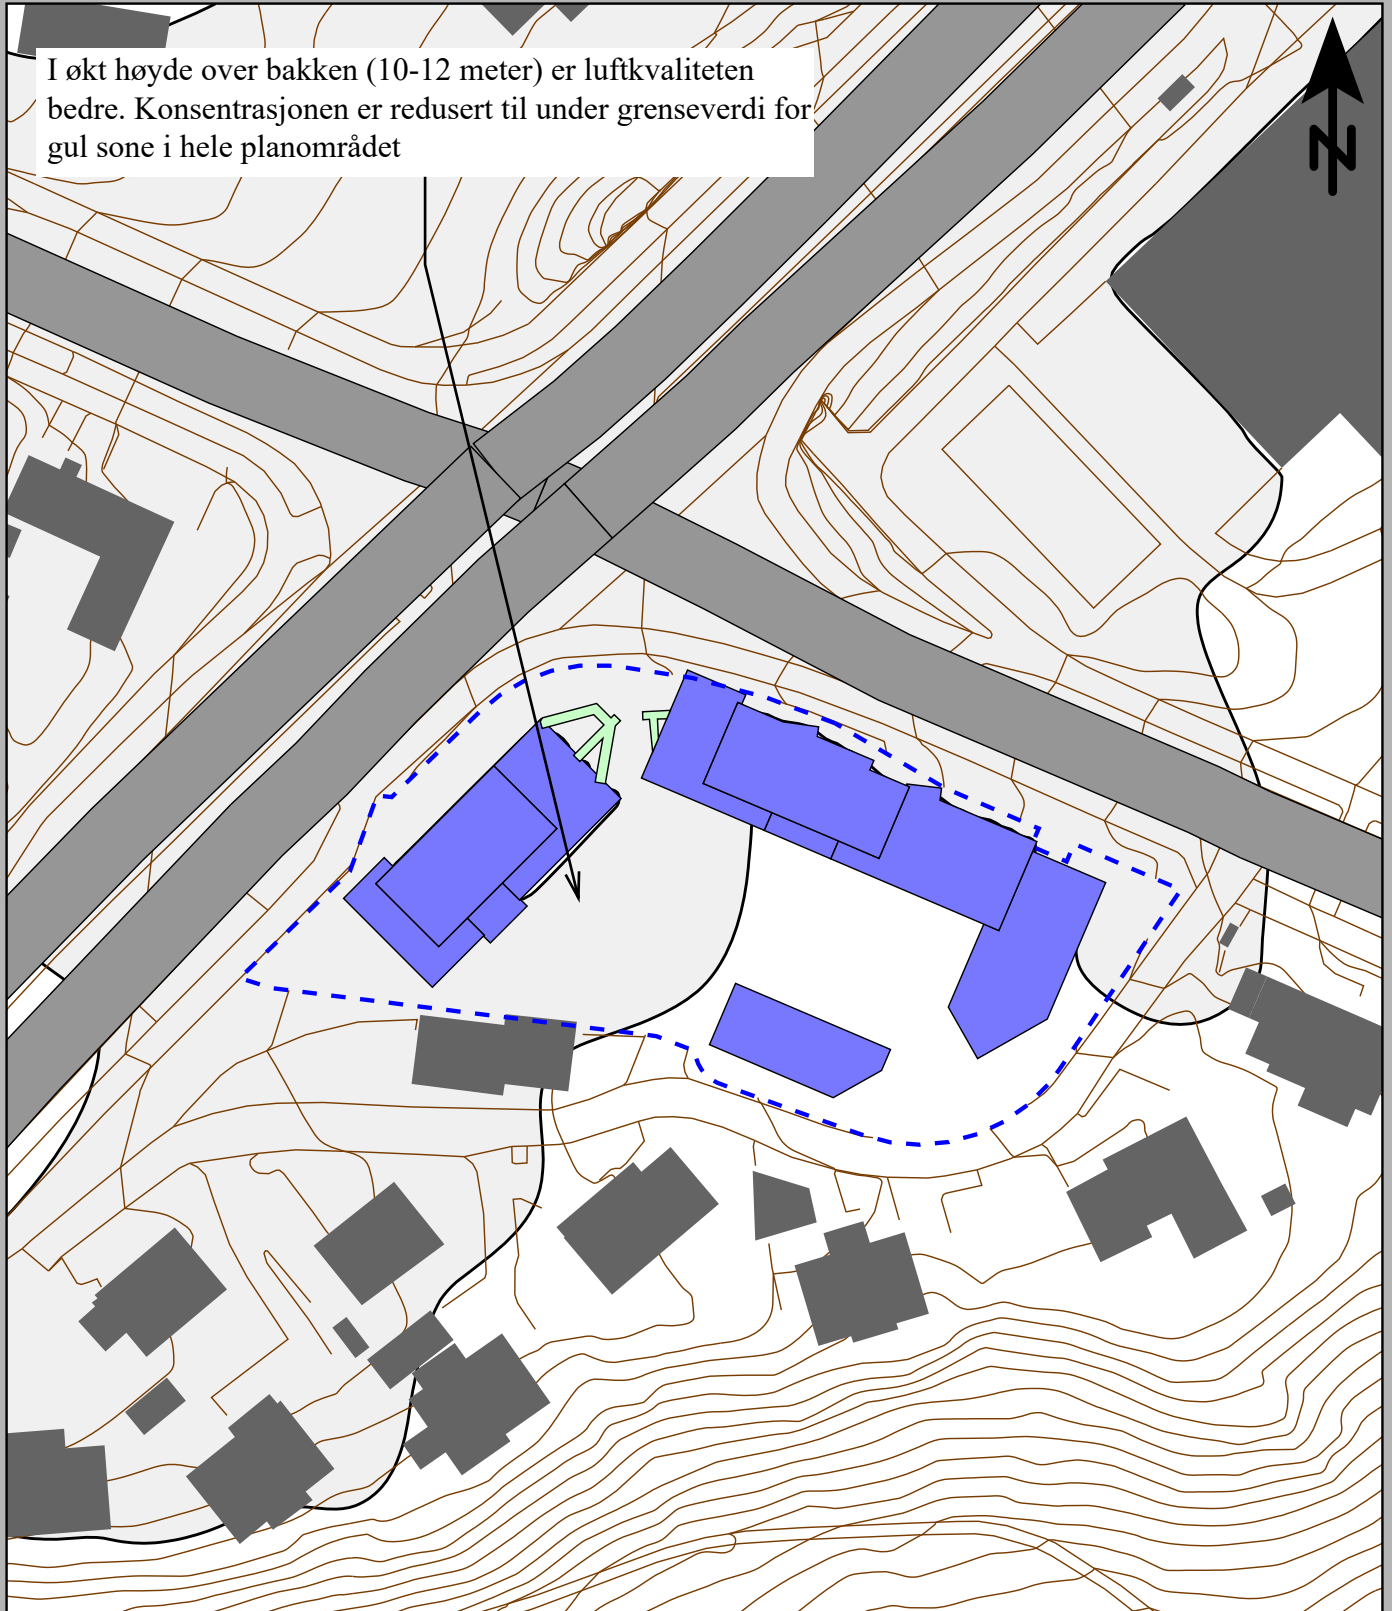 I økt høyde over bakken (10-12 meter) er luftkvaliteten
bedre. Konsentrasjonen er redusert til under grenseverdi for
gul sone i hele planområdet
N